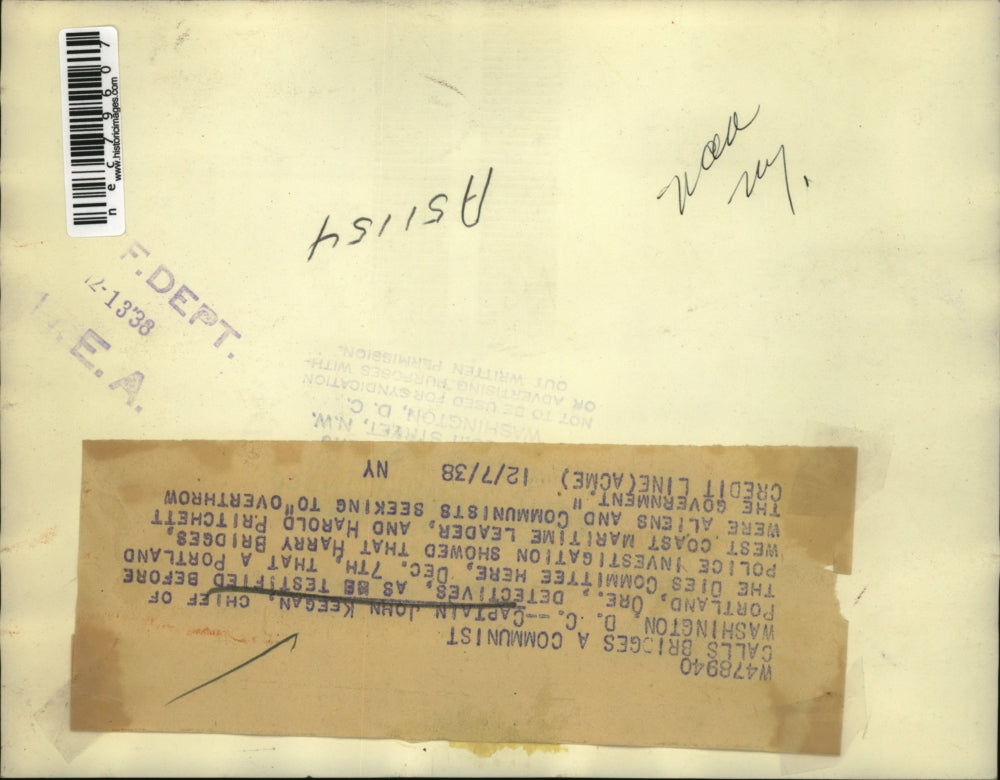 nec79607
www.historicimages.com
F.DEPT.
12-13'38
N.E.A.
A51154
W478940
CALLS BRIDGES A COMMUNIST
WASHINGTON D. C.--CAPTAIN JOHN KEEGAN, CHIEF OF
PORTLAND, ORE., DETECTIVES, AS HE TESTIFIED BEFORE
THE DIES COMMITTEE HERE, DEC. 7TH, THAT A PORTLAND
POLICE INVESTIGATION SHOWED THAT HARRY BRIDGES,
WEST COAST MARITIME LEADER, AND HAROLD PRITCHETT
WERE ALIENS AND COMMUNISTS SEEKING TO "OVERTHROW
THE GOVERNMENT."
CREDIT LINE(ACME) 12/7/38 NY
STREET, N.W.
WASHINGTON, D. C.
NOT TO BE USED FOR SYNDICATION
OR ADVERTISING PURPOSES WITH-
OUT WRITTEN PERMISSION.